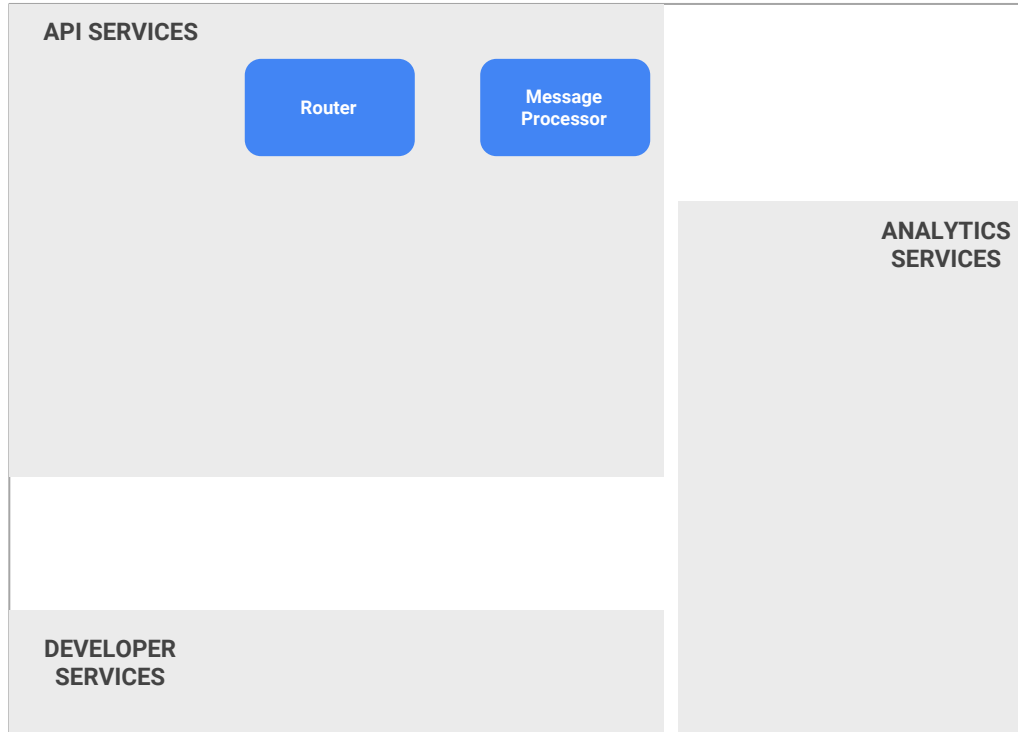 API SERVICES
Router
Message
Processor
ANALYTICS
SERVICES
DEVELOPER
SERVICES